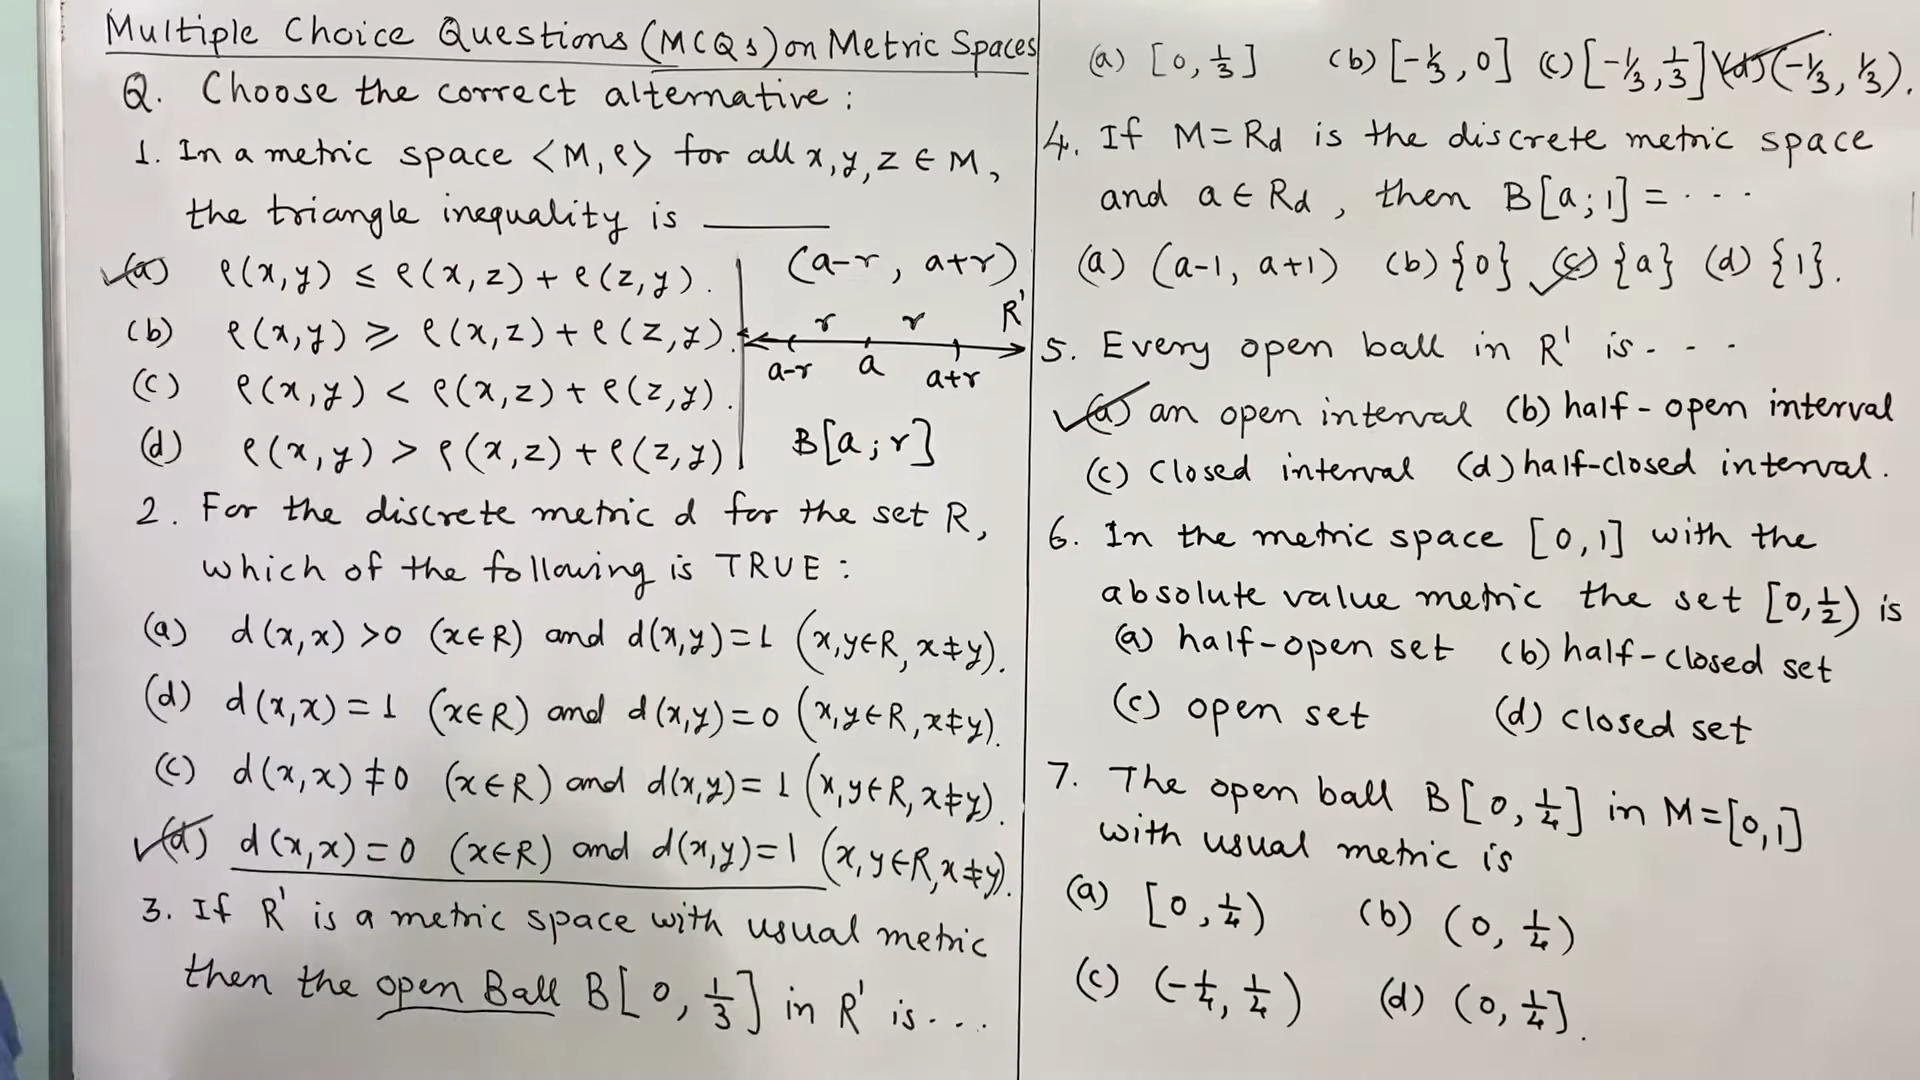 Multiple Choice Questions (MCQs) on Metric Spaces
Q. Choose the correct alternative :
1. In a metric space <M, ρ> for all x, y, z ∈ M,
the triangle inequality is ______
(a) ρ(x,y) ≤ ρ(x,z) + ρ(z,y).
(b) ρ(x,y) ≥ ρ(x,z) + ρ(z,y).
(c) ρ(x,y) < ρ(x,z) + ρ(z,y).
(d) ρ(x,y) > ρ(x,z) + ρ(z,y)
(a-r, a+r)
r r R'
a-r a a+r
B[a; r]
2. For the discrete metric d for the set R,
which of the following is TRUE :
(a) d(x,x) >0 (x∈R) and d(x,y)=1 (x,y∈R, x≠y).
(d) d(x,x) = 1 (x∈R) and d(x,y)=0 (x,y∈R, x≠y).
(c) d(x,x) ≠0 (x∈R) and d(x,y)= 1 (x,y∈R, x≠y).
(d) d(x,x)=0 (x∈R) and d(x,y)=1 (x,y∈R, x≠y).
3. If R' is a metric space with usual metric
then the open Ball B[0, 1/3] in R' is ...
(a) [0, 1/3] (b) [-1/3, 0] (c) [-1/3, 1/3] (d) (-1/3, 1/3).
4. If M = Rd is the discrete metric space
and a ∈ Rd, then B[a; 1] = ...
(a) (a-1, a+1) (b) {0} (c) {a} (d) {1}.
5. Every open ball in R' is - - -
(a) an open interval (b) half-open interval
(c) closed interval (d) half-closed interval.
6. In the metric space [0,1] with the
absolute value metric the set [0, 1/2) is
(a) half-open set (b) half-closed set
(c) open set (d) closed set
7. The open ball B[0, 1/4] in M=[0,1]
with usual metric is
(a) [0, 1/4) (b) (0, 1/4)
(c) (-1/4, 1/4) (d) (0, 1/4].